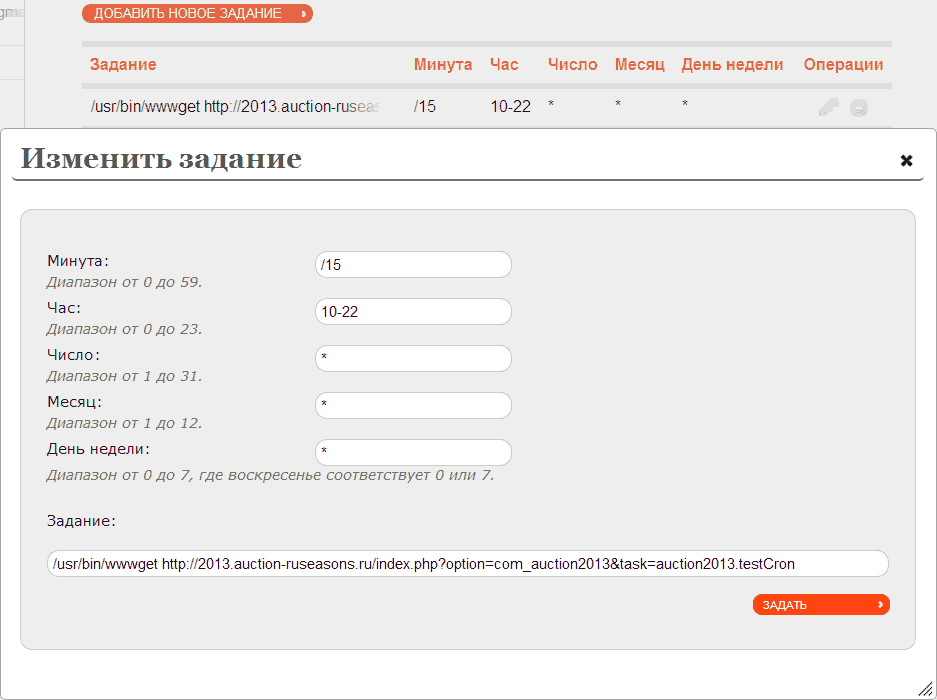 ДОБАВИТЬ НОВОЕ ЗАДАНИЕ
Задание Минута Час Число Месяц День недели Операции
/usr/bin/wwwget http://2013.auction-ruseas /15 10-22 * * *
Изменить задание
Минута: /15
Диапазон от 0 до 59.
Час: 10-22
Диапазон от 0 до 23.
Число: *
Диапазон от 1 до 31.
Месяц: *
Диапазон от 1 до 12.
День недели: *
Диапазон от 0 до 7, где воскресенье соответствует 0 или 7.
Задание:
/usr/bin/wwwget http://2013.auction-ruseasons.ru/index.php?option=com_auction2013&task=auction2013.testCron
ЗАДАТЬ